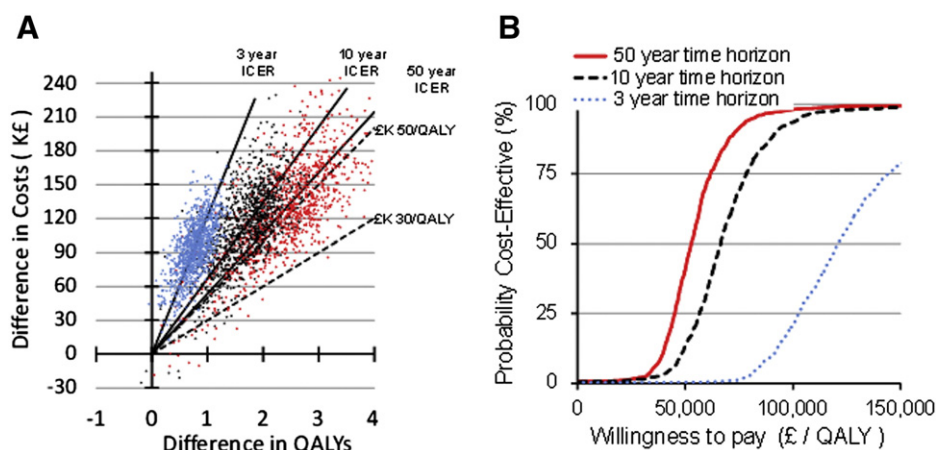 A
3 year
ICER
10 year
ICER
50 year
ICER
240
210
180
150
120
90
60
30
0
-30
£K 50/QALY
£K 30/QALY
-1 0 1 2 3 4
Difference in QALYs
Difference in Costs ( K£ )
B
50 year time horizon
10 year time horizon
3 year time horizon
100
75
50
25
0
0 50,000 100,000 150,000
Willingness to pay (£ / QALY )
Probability Cost-Effective (%)